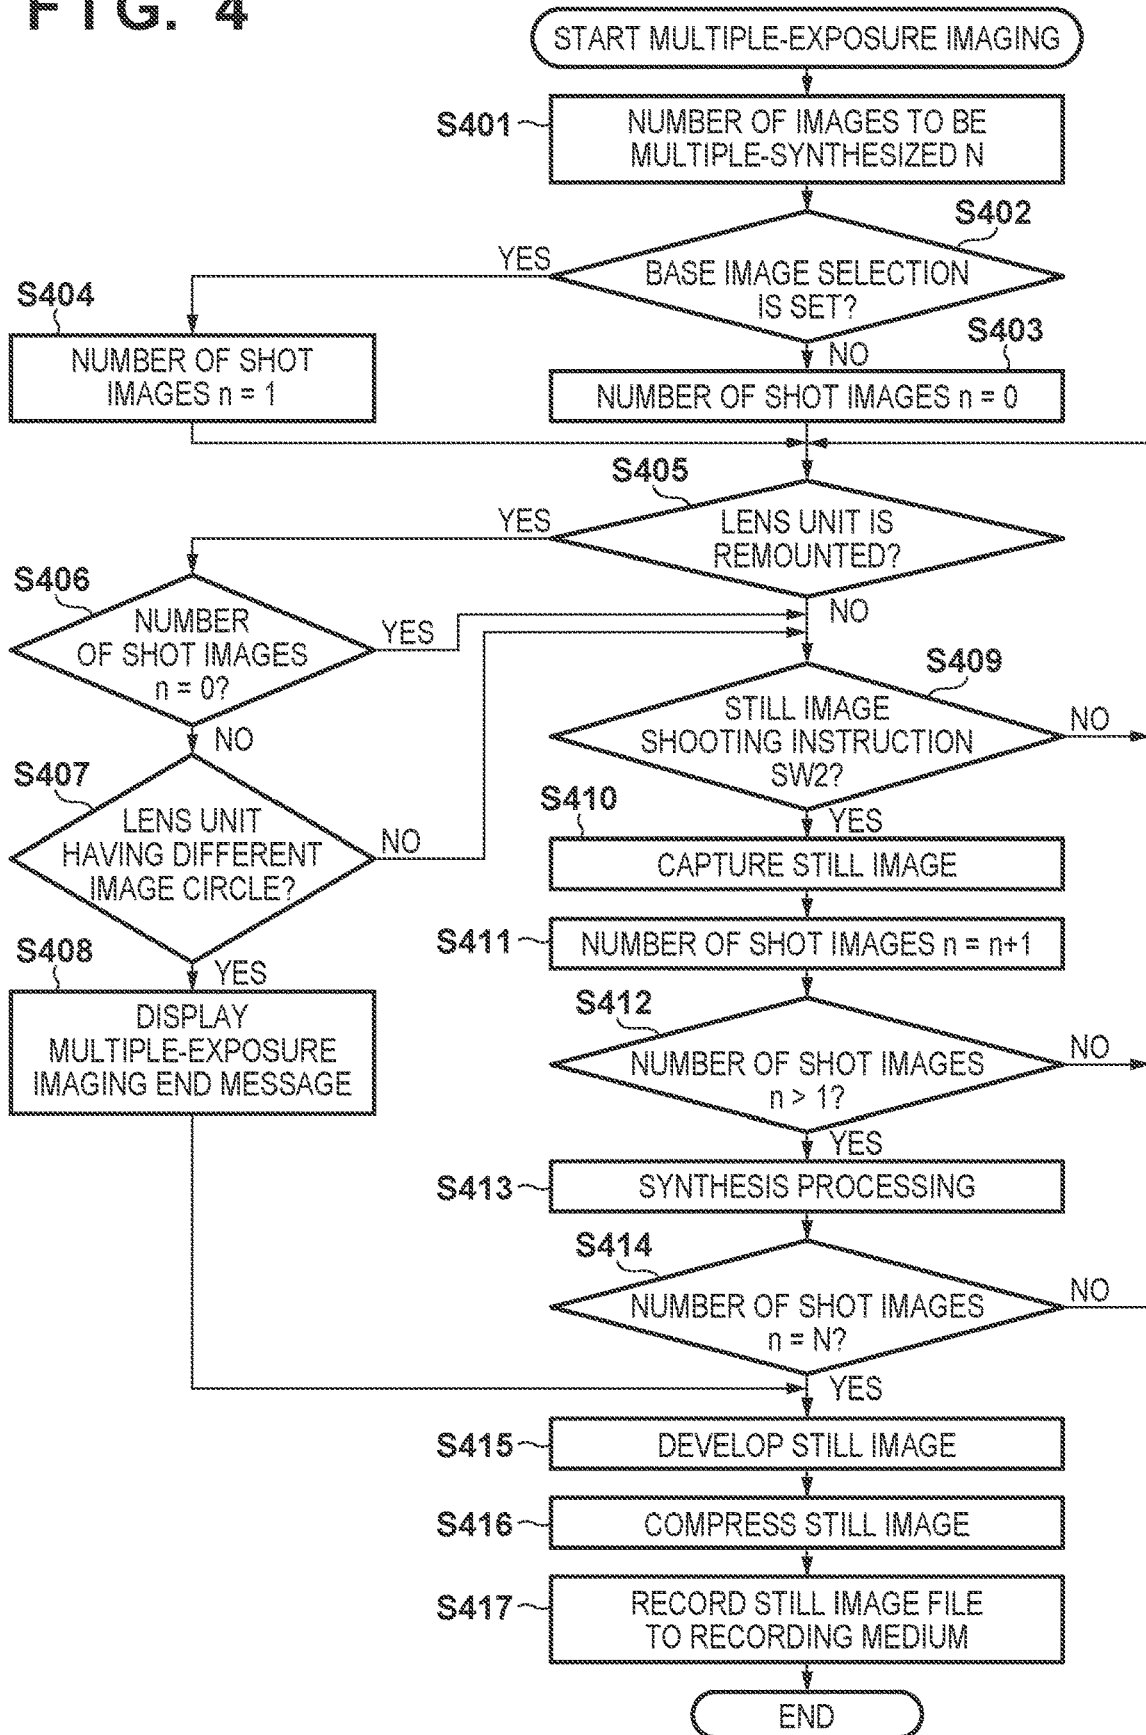 FIG. 4
START MULTIPLE-EXPOSURE IMAGING
S401
NUMBER OF IMAGES TO BE
MULTIPLE-SYNTHESIZED N
S402
YES
BASE IMAGE SELECTION
IS SET?
S404
S403
NO
NUMBER OF SHOT
IMAGES n = 1
NUMBER OF SHOT IMAGES n = 0
S405
YES
LENS UNIT IS
REMOUNTED?
S406
NO
NUMBER
OF SHOT IMAGES
n = 0?
YES
S409
STILL IMAGE
SHOOTING INSTRUCTION
SW2?
NO
NO
S407
LENS UNIT
HAVING DIFFERENT
IMAGE CIRCLE?
NO
S410
YES
CAPTURE STILL IMAGE
S411
NUMBER OF SHOT IMAGES n = n+1
S408
YES
DISPLAY
MULTIPLE-EXPOSURE
IMAGING END MESSAGE
S412
NUMBER OF SHOT IMAGES
n > 1?
NO
YES
S413
SYNTHESIS PROCESSING
S414
NUMBER OF SHOT IMAGES
n = N?
NO
YES
S415
DEVELOP STILL IMAGE
S416
COMPRESS STILL IMAGE
S417
RECORD STILL IMAGE FILE
TO RECORDING MEDIUM
END